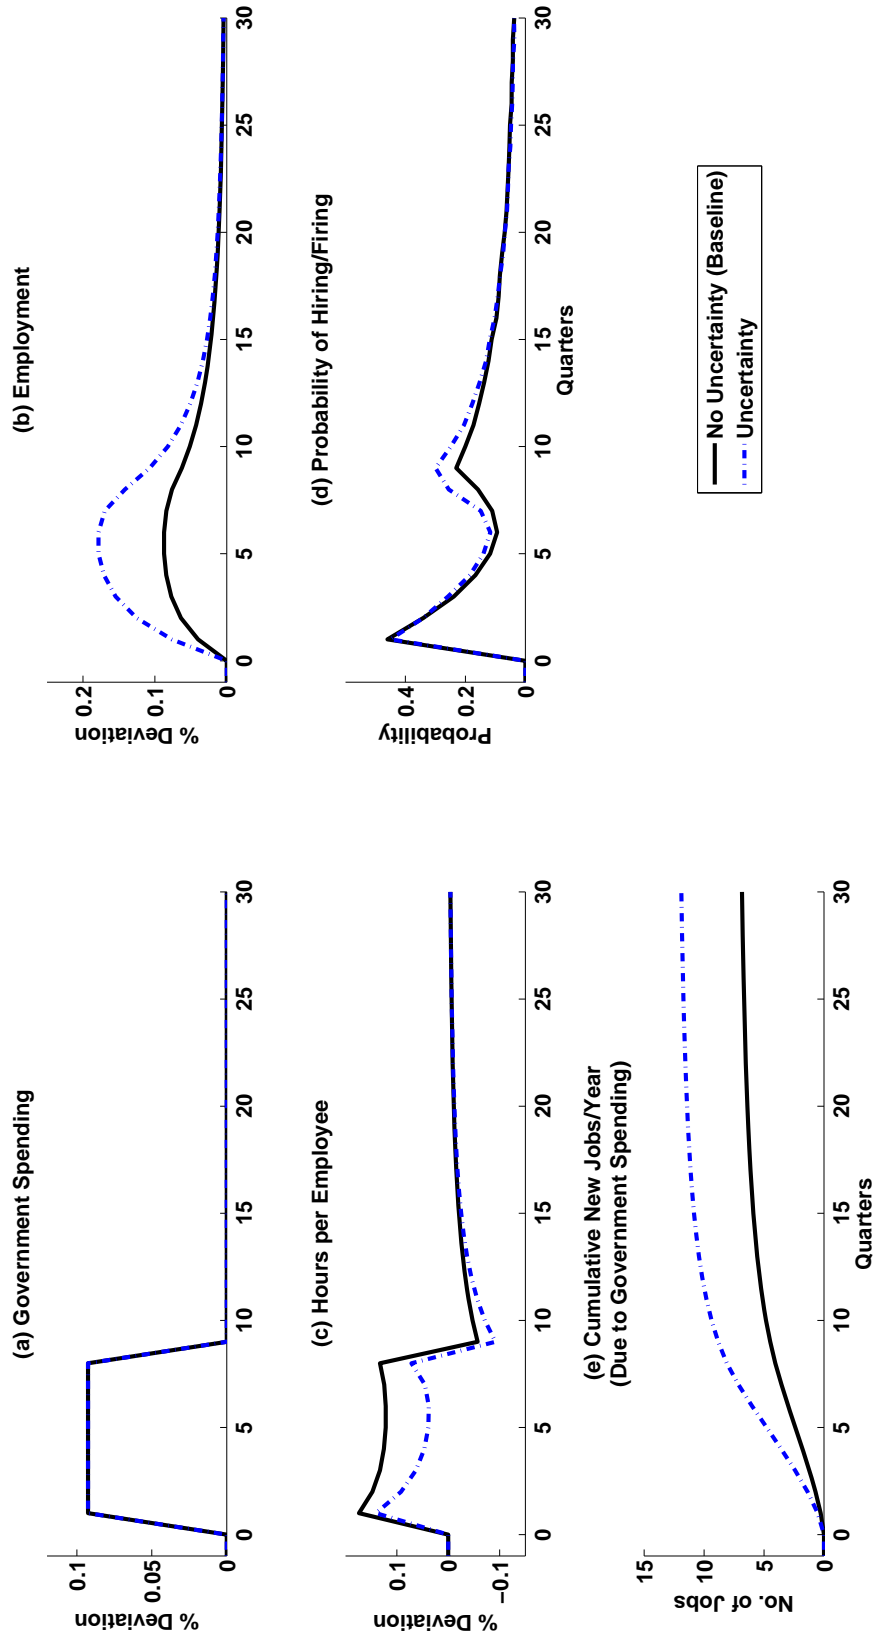 (a) Government Spending
% Deviation
0.1
0.05
0
0 5 10 15 20 25 30
(b) Employment
% Deviation
0.2
0.1
0
0 5 10 15 20 25 30
(c) Hours per Employee
% Deviation
0.1
0
−0.1
0 5 10 15 20 25 30
(d) Probability of Hiring/Firing
Probability
0.4
0.2
0
0 5 10 15 20 25 30
Quarters
(e) Cumulative New Jobs/Year
(Due to Government Spending)
No. of Jobs
15
10
5
0
0 5 10 15 20 25 30
Quarters
No Uncertainty (Baseline)
Uncertainty